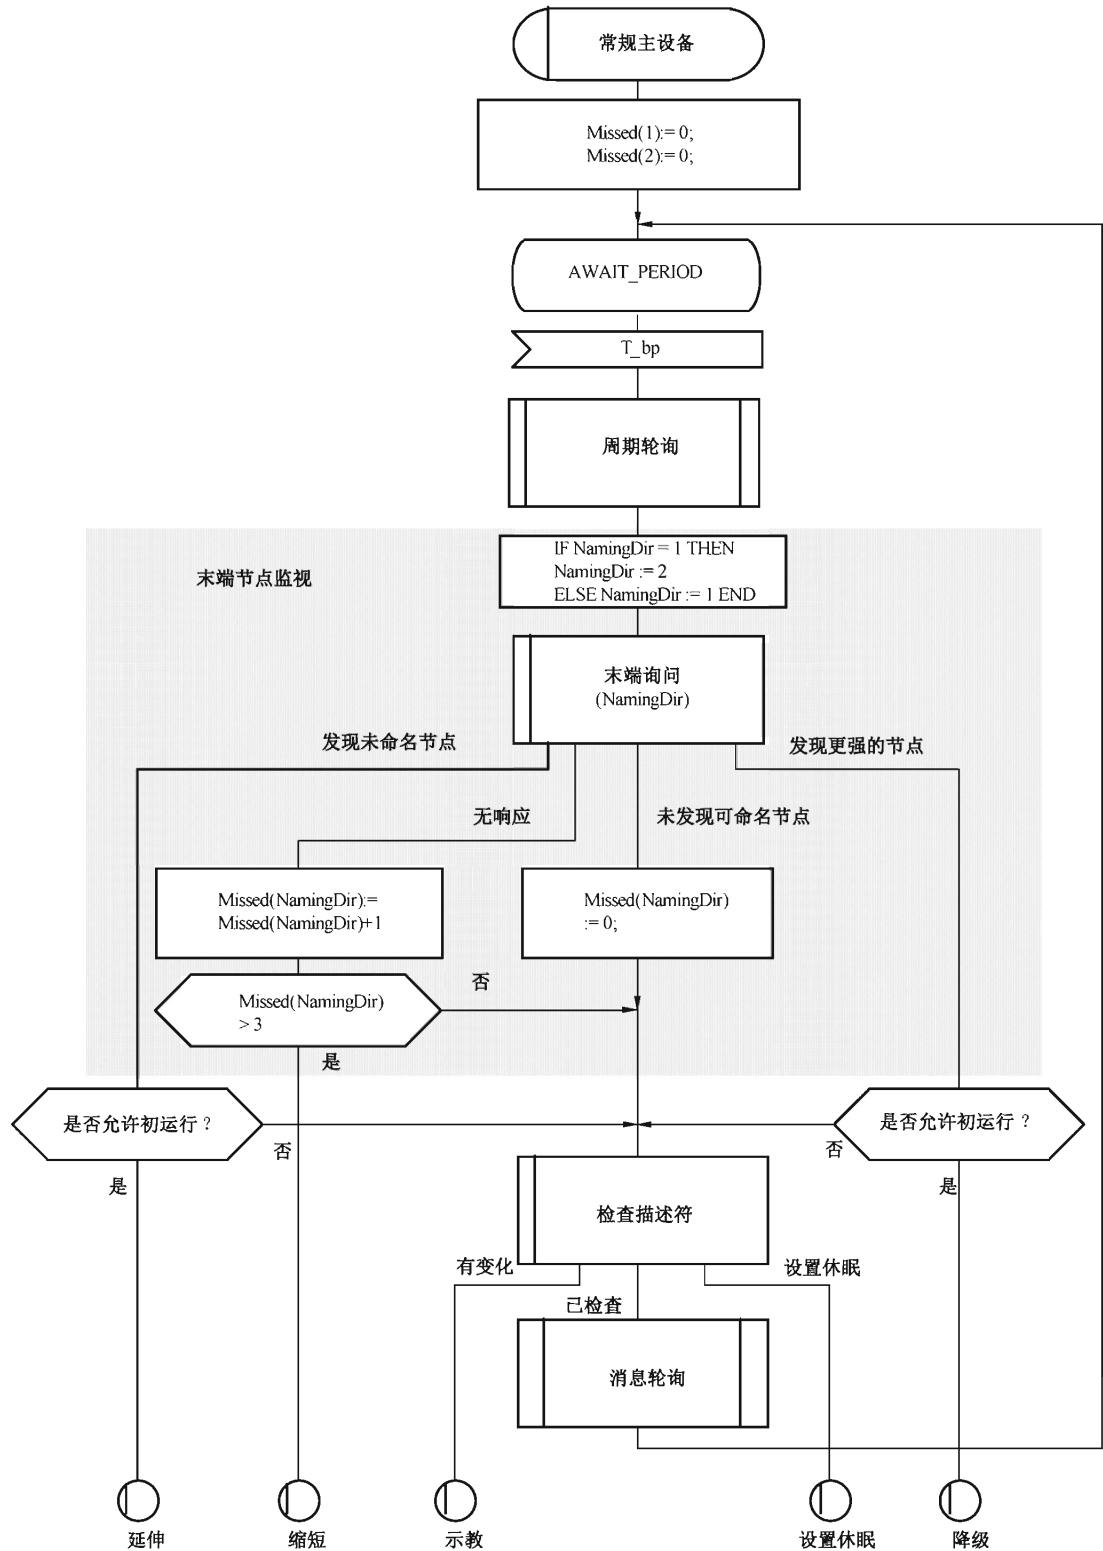 常规主设备
Missed(1):= 0;
Missed(2):= 0;
AWAIT_PERIOD
T_bp
周期轮询
末端节点监视
IF NamingDir = 1 THEN
NamingDir := 2
ELSE NamingDir := 1 END
末端询问
(NamingDir)
发现未命名节点
发现更强的节点
无响应
未发现可命名节点
Missed(NamingDir):=
Missed(NamingDir)+1
Missed(NamingDir)
:= 0;
Missed(NamingDir)
> 3
否
是
是否允许初运行？
否
是
是否允许初运行？
否
是
检查描述符
有变化
已检查
设置休眠
消息轮询
延伸
缩短
示教
设置休眠
降级